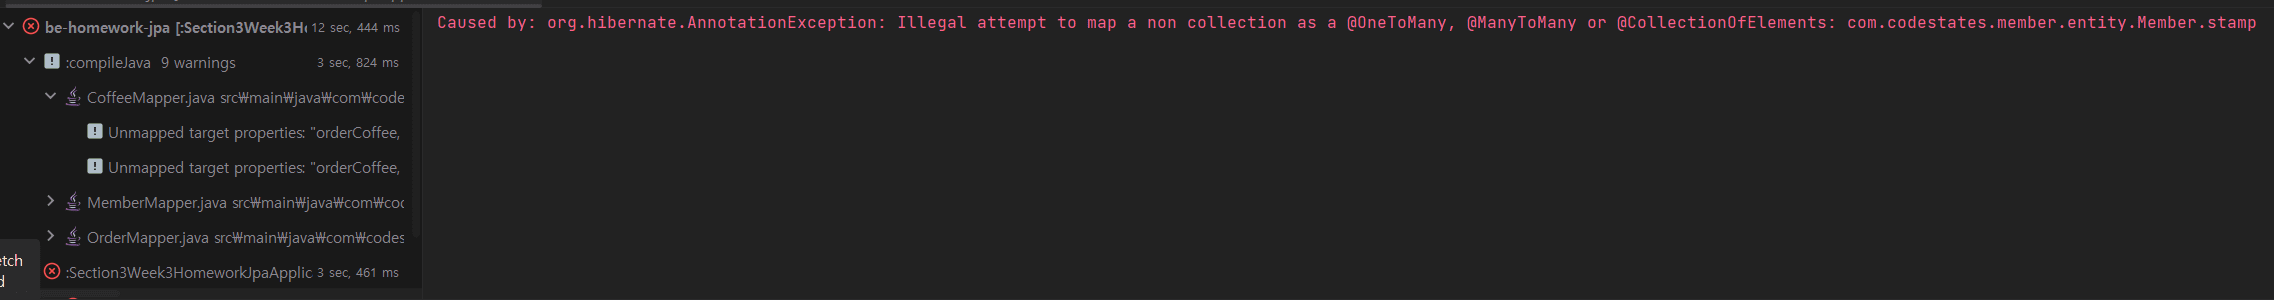 be-homework-jpa [:Section3Week3Ho 12 sec, 444 ms
:compileJava 9 warnings 3 sec, 824 ms
CoffeeMapper.java src₩main₩java₩com₩code
Unmapped target properties: "orderCoffee,
Unmapped target properties: "orderCoffee,
MemberMapper.java src₩main₩java₩com₩cod
OrderMapper.java src₩main₩java₩com₩codes
:Section3Week3HomeworkJpaApplic 3 sec, 461 ms
etch
d
Caused by: org.hibernate.AnnotationException: Illegal attempt to map a non collection as a @OneToMany, @ManyToMany or @CollectionOfElements: com.codestates.member.entity.Member.stamp